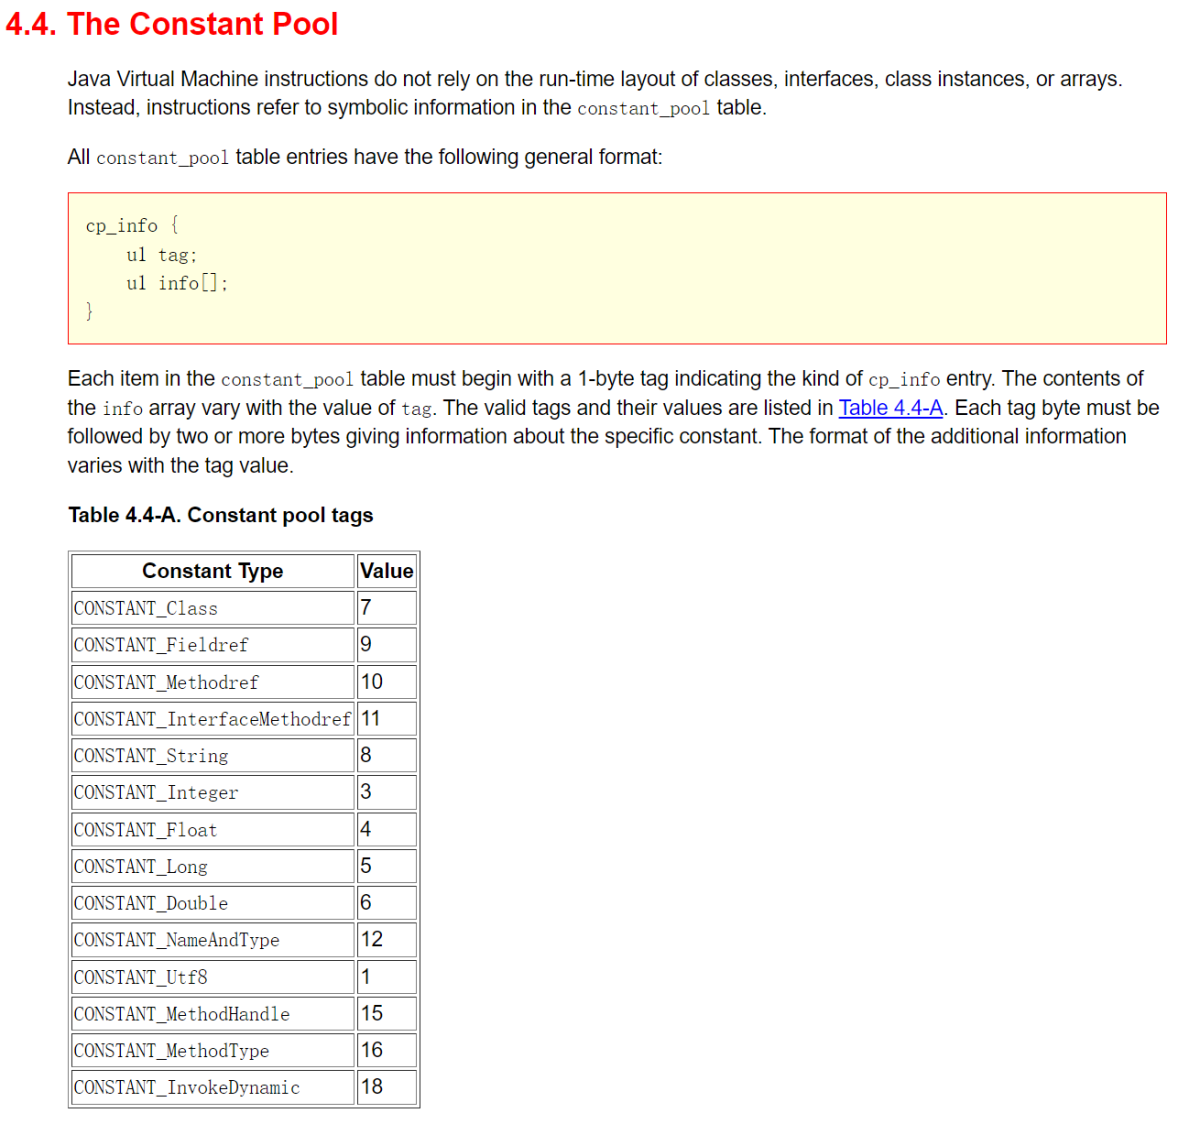 4.4. The Constant Pool
Java Virtual Machine instructions do not rely on the run-time layout of classes, interfaces, class instances, or arrays.
Instead, instructions refer to symbolic information in the constant_pool table.
All constant_pool table entries have the following general format:
cp_info {
    u1 tag;
    u1 info[];
}
Each item in the constant_pool table must begin with a 1-byte tag indicating the kind of cp_info entry. The contents of
the info array vary with the value of tag. The valid tags and their values are listed in Table 4.4-A. Each tag byte must be
followed by two or more bytes giving information about the specific constant. The format of the additional information
varies with the tag value.
Table 4.4-A. Constant pool tags
Constant Type Value
CONSTANT_Class 7
CONSTANT_Fieldref 9
CONSTANT_Methodref 10
CONSTANT_InterfaceMethodref 11
CONSTANT_String 8
CONSTANT_Integer 3
CONSTANT_Float 4
CONSTANT_Long 5
CONSTANT_Double 6
CONSTANT_NameAndType 12
CONSTANT_Utf8 1
CONSTANT_MethodHandle 15
CONSTANT_MethodType 16
CONSTANT_InvokeDynamic 18